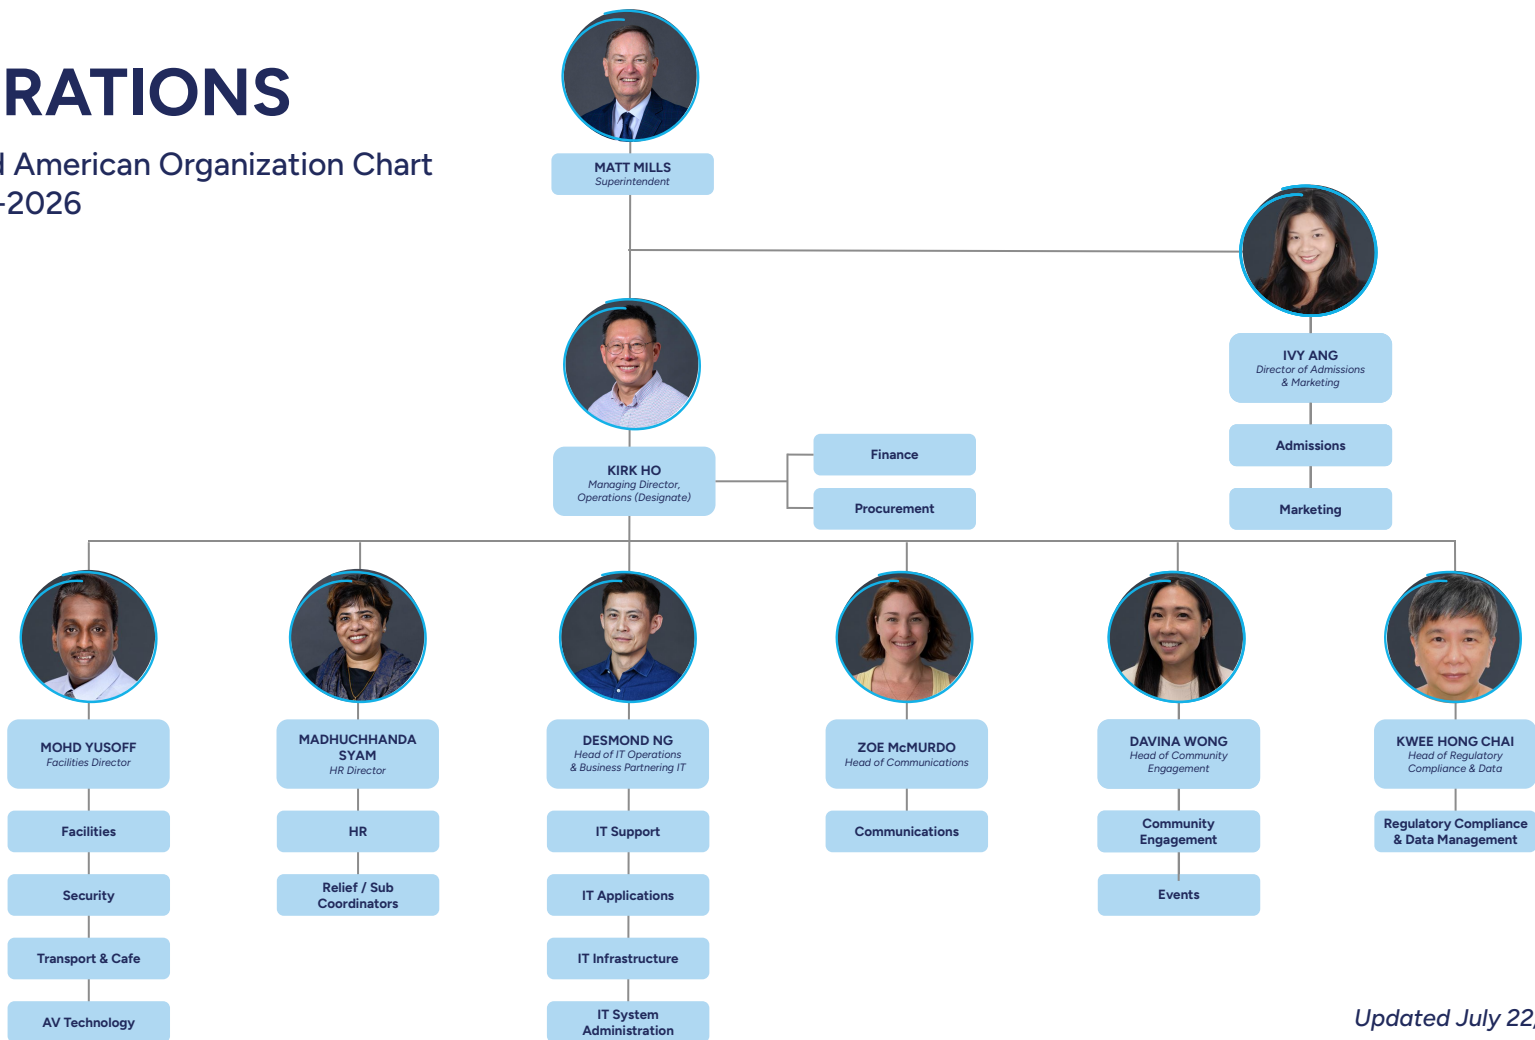 RATIONS
American Organization Chart
-2026
MATT MILLS
Superintendent
IVY ANG
Director of Admissions
& Marketing
Admissions
Marketing
KIRK HO
Managing Director,
Operations (Designate)
Finance
Procurement
MOHD YUSOFF
Facilities Director
Facilities
Security
Transport & Cafe
AV Technology
MADHUCHHANDA
SYAM
HR Director
HR
Relief / Sub
Coordinators
DESMOND NG
Head of IT Operations
& Business Partnering IT
IT Support
IT Applications
IT Infrastructure
IT System
Administration
ZOE McMURDO
Head of Communications
Communications
DAVINA WONG
Head of Community
Engagement
Community
Engagement
Events
KWEE HONG CHAI
Head of Regulatory
Compliance & Data
Regulatory Compliance
& Data Management
Updated July 22,